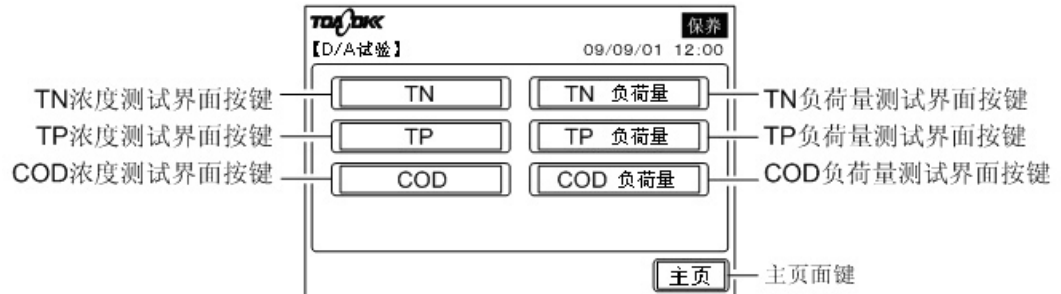 TOADKK 保养
【D/A试验】 09/09/01 12:00
TN浓度测试界面按键 TN TN 负荷量 TN负荷量测试界面按键
TP浓度测试界面按键 TP TP 负荷量 TP负荷量测试界面按键
COD浓度测试界面按键 COD COD 负荷量 COD负荷量测试界面按键
主页 主页面键